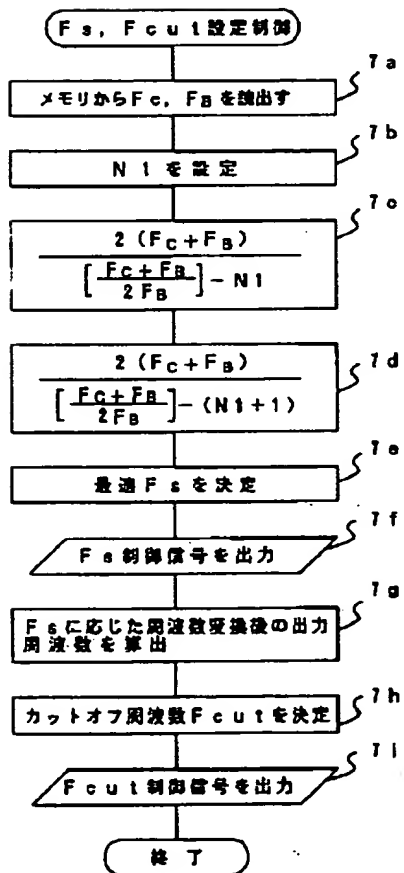 Fs, Fcut設定制御
7a
メモリからFC, FBを読出す
7b
N1を設定
7c
2 (FC+FB)
[FC+FB
2FB] - N1
7d
2 (FC+FB)
[FC+FB
2FB] - (N1+1)
7e
最適Fsを決定
7f
Fs制御信号を出力
7g
Fsに応じた周波数変換後の出力
周波数を算出
7h
カットオフ周波数Fcutを決定
7i
Fcut制御信号を出力
終了